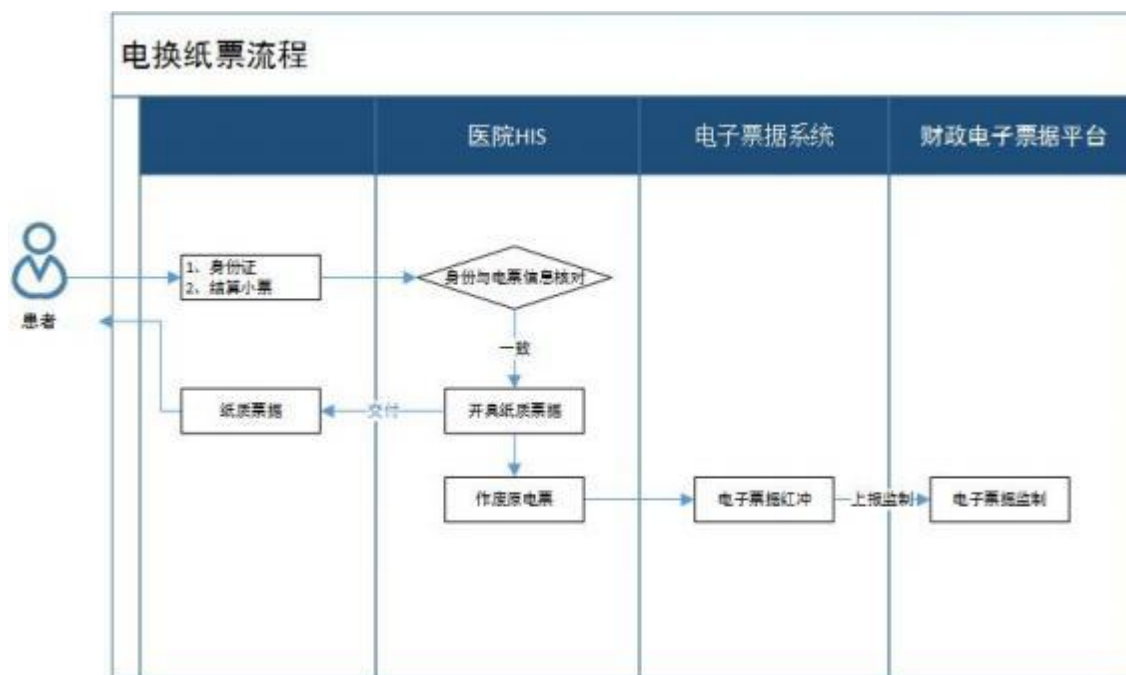 电换纸票流程
医院HIS
电子票据系统
财政电子票据平台
1、身份证
2、结算小票
身份与电票信息核对
患者
一致
纸质票据
交付
开具纸质票据
作废原电票
电子票据红冲
上报监制
电子票据监制